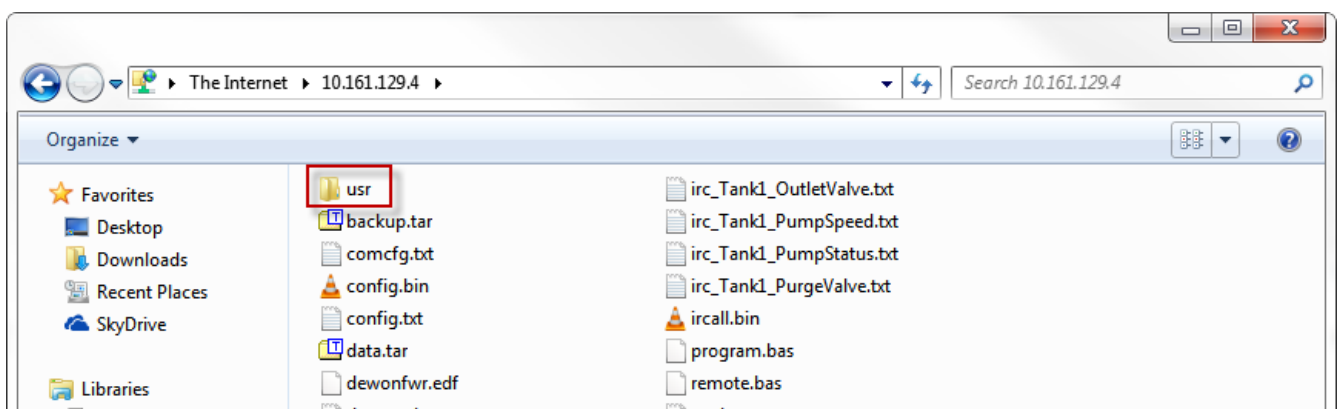 The Internet 10.161.129.4
Search 10.161.129.4
Organize
Favorites
Desktop
Downloads
Recent Places
SkyDrive
Libraries
usr
backup.tar
comcfg.txt
config.bin
config.txt
data.tar
dewonfwr.edf
irc_Tank1_OutletValve.txt
irc_Tank1_PumpSpeed.txt
irc_Tank1_PumpStatus.txt
irc_Tank1_PurgeValve.txt
ircall.bin
program.bas
remote.bas